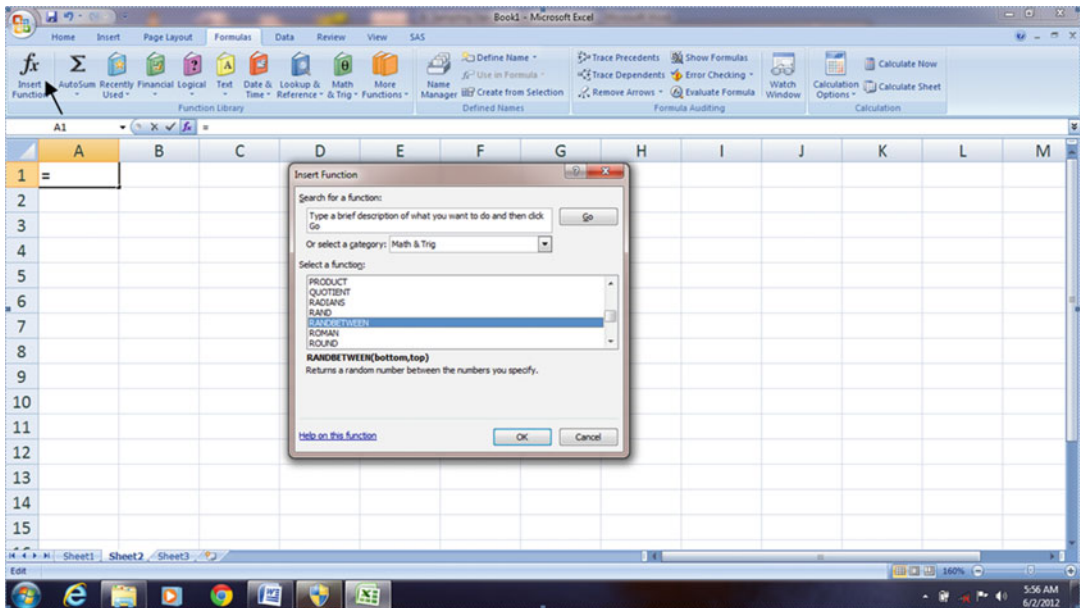 Book1 - Microsoft Excel
Home Insert Page Layout Formulas Data Review View SAS
fx Insert Function
Σ AutoSum
Recently Used
Financial
Logical
Text
Date & Time
Lookup & Reference
Math & Trig
More Functions
Function Library
Name Manager
Define Name
Use in Formula
Create from Selection
Defined Names
Trace Precedents
Trace Dependents
Remove Arrows
Show Formulas
Error Checking
Evaluate Formula
Formula Auditing
Watch Window
Calculation Options
Calculate Now
Calculate Sheet
Calculation
A1 fx =
A B C D E F G H I J K L M
1 =
2
3
4
5
6
7
8
9
10
11
12
13
14
15
Insert Function
Search for a function:
Type a brief description of what you want to do and then click
Go
Go
Or select a category: Math & Trig
Select a function:
PRODUCT
QUOTIENT
RADIANS
RAND
RANDBETWEEN
ROMAN
ROUND
RANDBETWEEN(bottom,top)
Returns a random number between the numbers you specify.
Help on this function
OK Cancel
Sheet1 Sheet2 Sheet3
Edit
160%
5:56 AM
6/2/2012